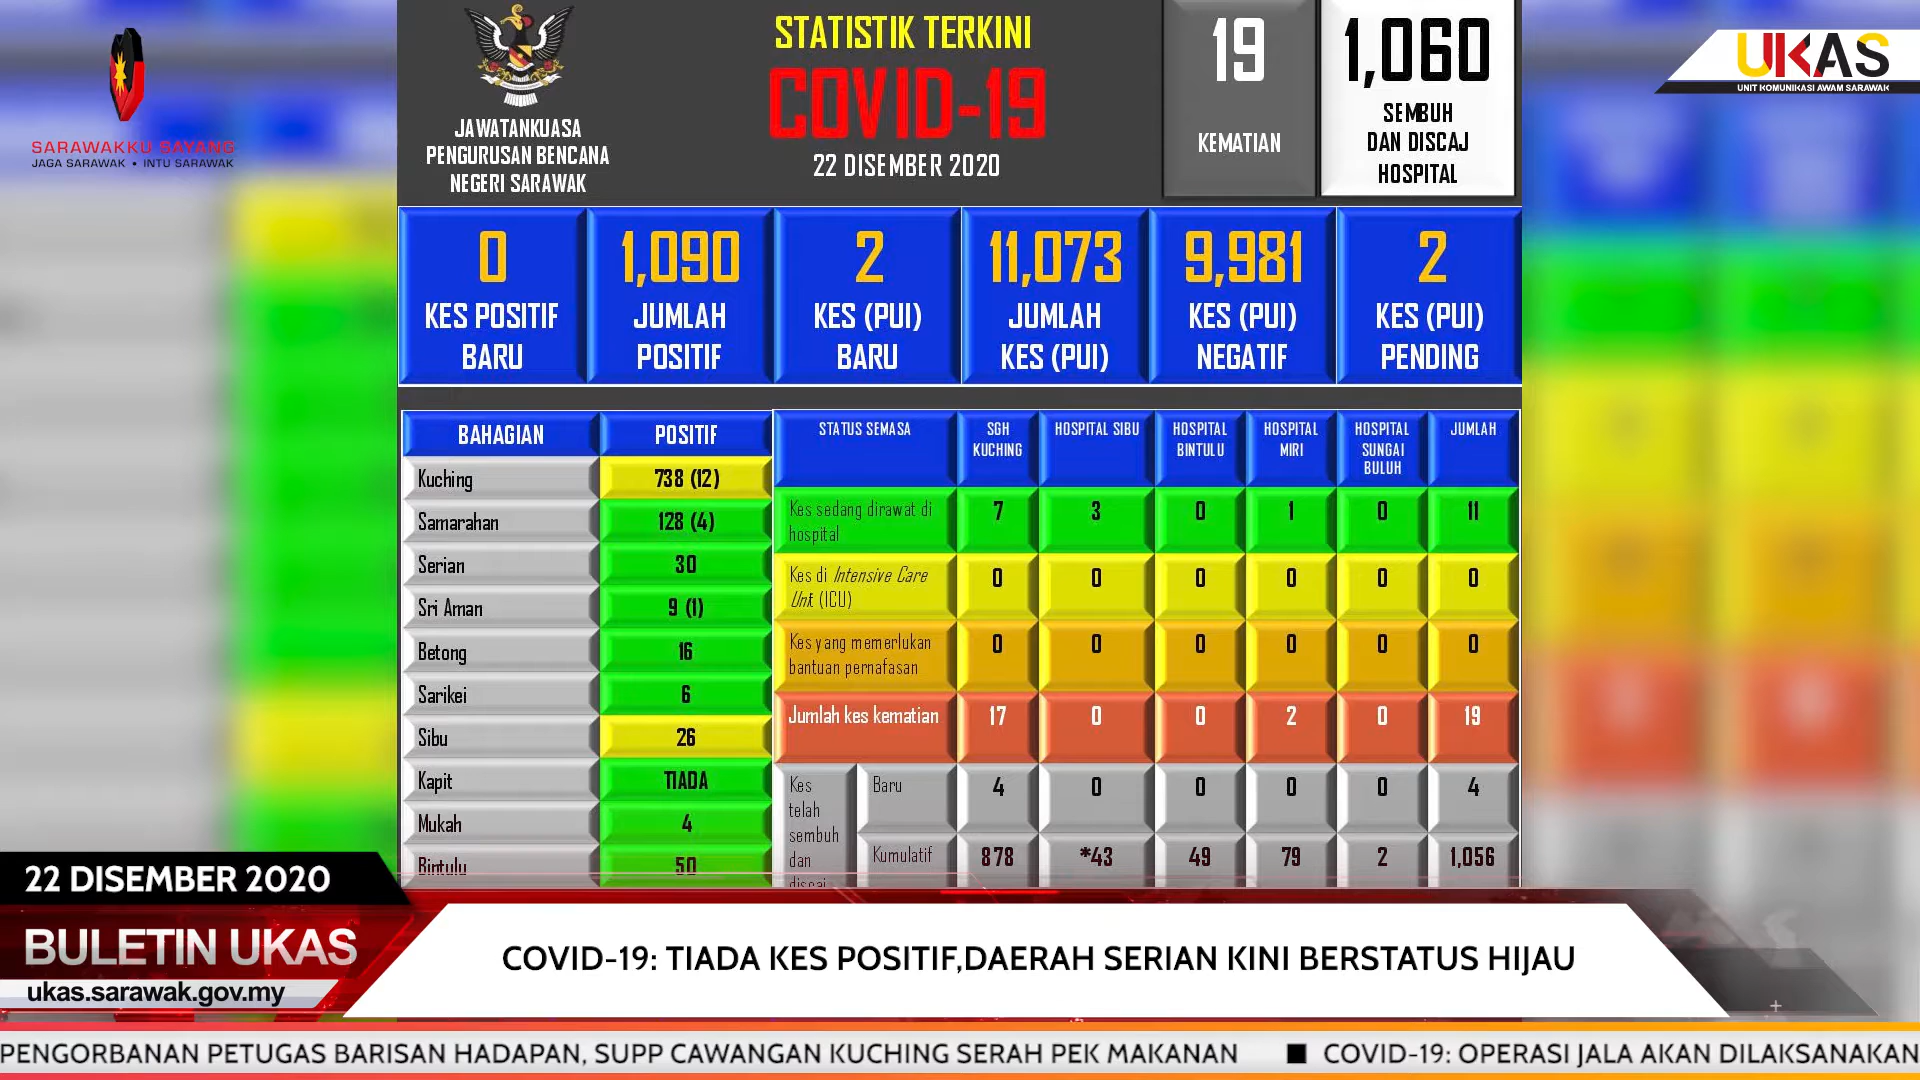 SARAWAKKU SAYANG
JAGA SARAWAK • INTU SARAWAK
JAWATANKUASA
PENGURUSAN BENCANA
NEGERI SARAWAK
STATISTIK TERKINI
COVID-19
22 DISEMBER 2020
19
KEMATIAN
1,060
SEMBUH
DAN DISCAJ
HOSPITAL
UKAS
UNIT KOMUNIKASI AWAM SARAWAK
0
KES POSITIF
BARU
1,090
JUMLAH
POSITIF
2
KES (PUI)
BARU
11,073
JUMLAH
KES (PUI)
9,981
KES (PUI)
NEGATIF
2
KES (PUI)
PENDING
BAHAGIAN POSITIF
Kuching 738 (12)
Samarahan 128 (4)
Serian 30
Sri Aman 9 (1)
Betong 16
Sarikei 6
Sibu 26
Kapit TIADA
Mukah 4
Bintulu 50
STATUS SEMASA
SGH
KUCHING
HOSPITAL SIBU
HOSPITAL
BINTULU
HOSPITAL
MIRI
HOSPITAL
SUNGAI
BULUH
JUMLAH
Kes sedang dirawat di
hospital
7 3 0 1 0 11
Kes di Intensive Care
Unit (ICU)
0 0 0 0 0 0
Kes yang memerlukan
bantuan pernafasan
0 0 0 0 0 0
Jumlah kes kematian 17 0 0 2 0 19
Kes
telah
sembuh
dan
discaj
Baru 4 0 0 0 0 4
Kumulatif 878 *43 49 79 2 1,056
22 DISEMBER 2020
BULETIN UKAS
ukas.sarawak.gov.my
COVID-19: TIADA KES POSITIF,DAERAH SERIAN KINI BERSTATUS HIJAU
PENGORBANAN PETUGAS BARISAN HADAPAN, SUPP CAWANGAN KUCHING SERAH PEK MAKANAN ■ COVID-19: OPERASI JALA AKAN DILAKSANAKAN